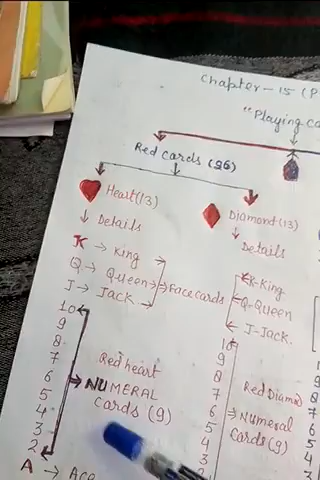 Chapter-15 (P
"Playing Ca
Red cards (26)
Heart (13)
Diamond (13)
Details
Details
K → King
Q → Queen → Face cards
J → Jack
K-King
Q-Queen
J-Jack.
10
9
8
7
6
5
4
3
2
A → Ace
Red heart
NUMERAL
cards (9)
10
9
8
7
6
5
4
3
2
Red Diamo
Numeral
Cards (9)